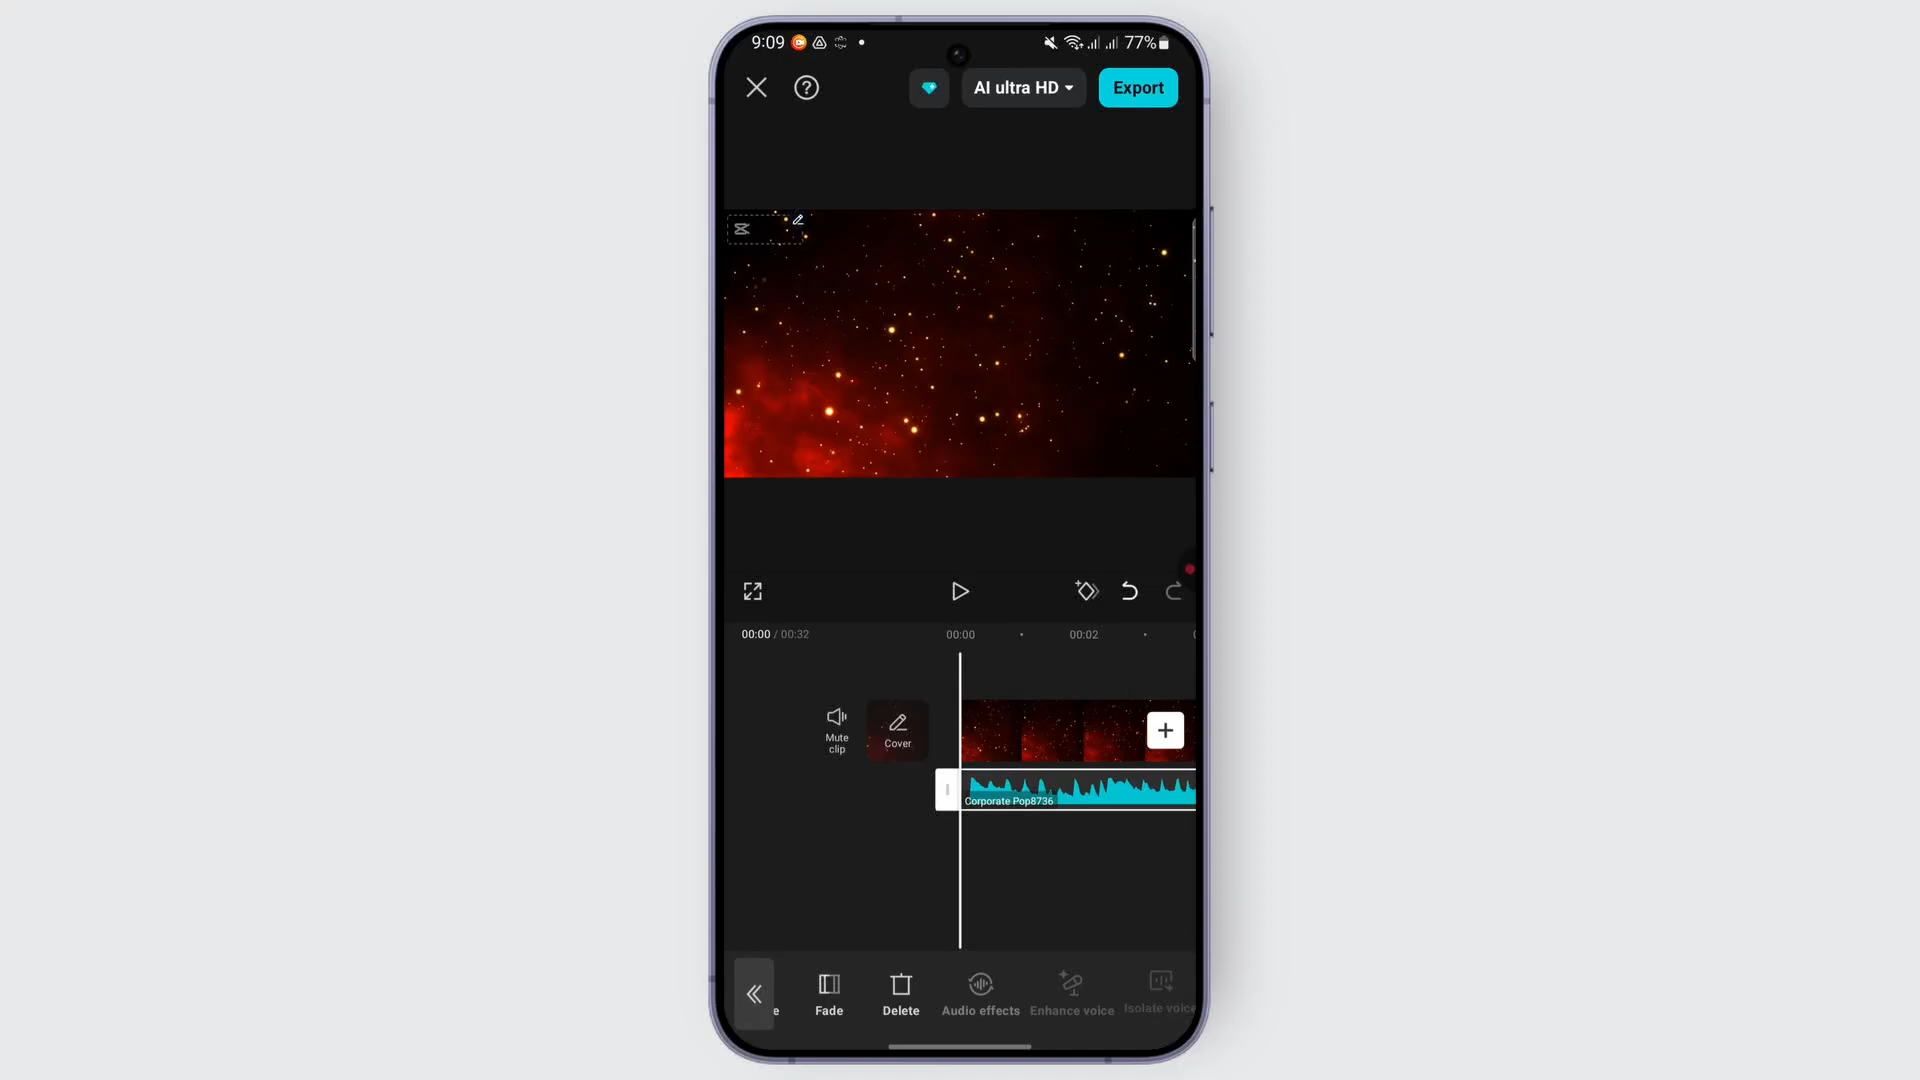 9:09
77%
AI ultra HD
Export
00:00 / 00:32
00:00
00:02
Mute
clip
Cover
Corporate Pop8736
e
Fade
Delete
Audio effects
Enhance voice
Isolate voice